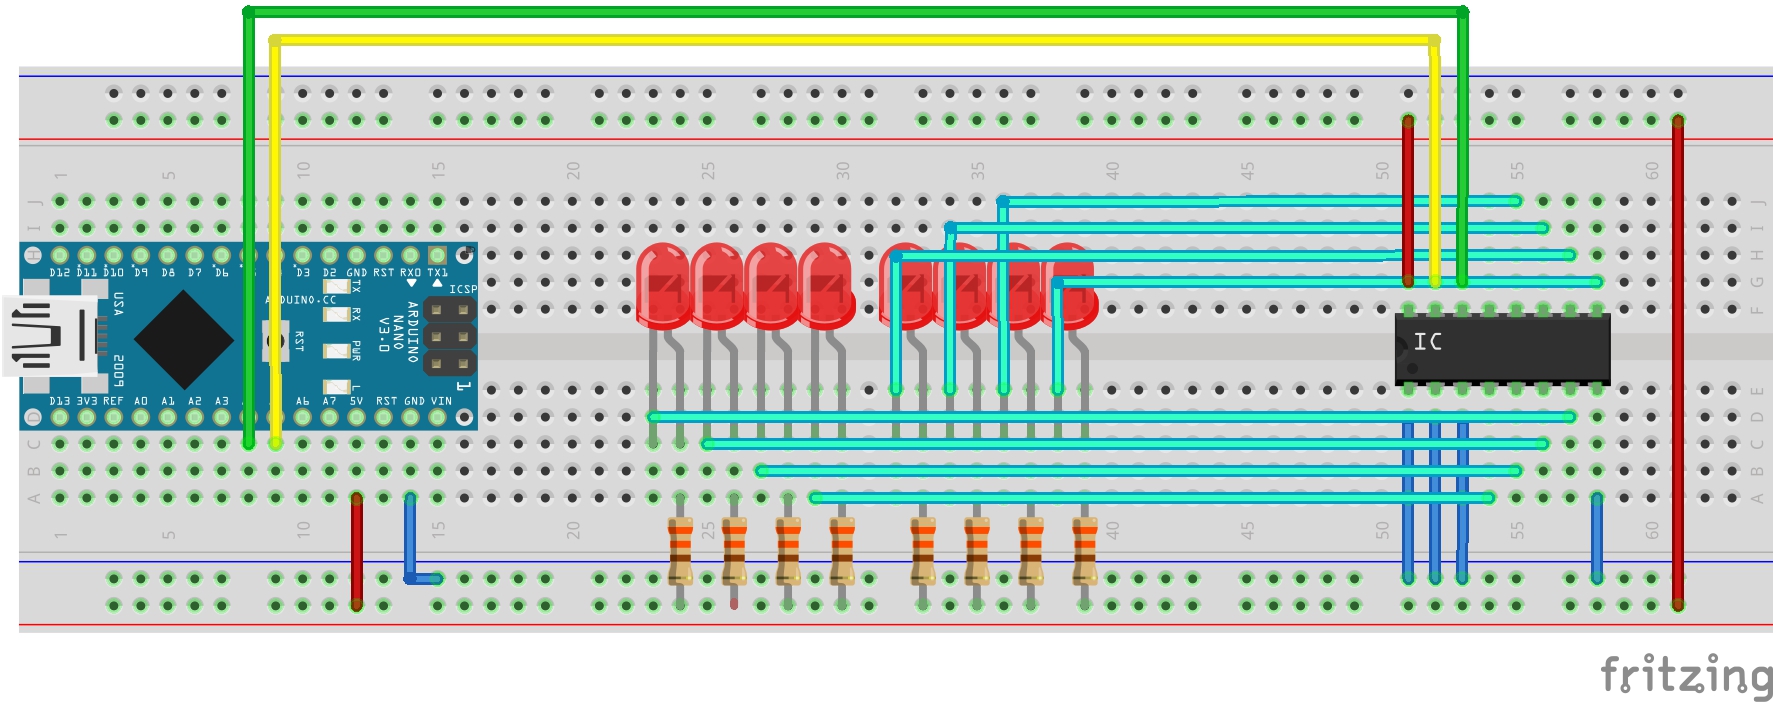 1 5 10 15 20 25 30 35 40 45 50 55 60
J J
I I
H H
D12 D11 D10 D9 D8 D7 D6 D3 D2 GND RST RX0 TX1
G
F F
USA
2009
ARDUINO.CC
RST
TX
RX
PWR
L
ARDUINO
NANO
V3.0
ICSP
1
IC
D13 3V3 REF A0 A1 A2 A3 A6 A7 5V RST GND VIN
E E
D D
C C
B B
A A
1 5 10 15 20 25 30 35 40 45 50 55 60
fritzing